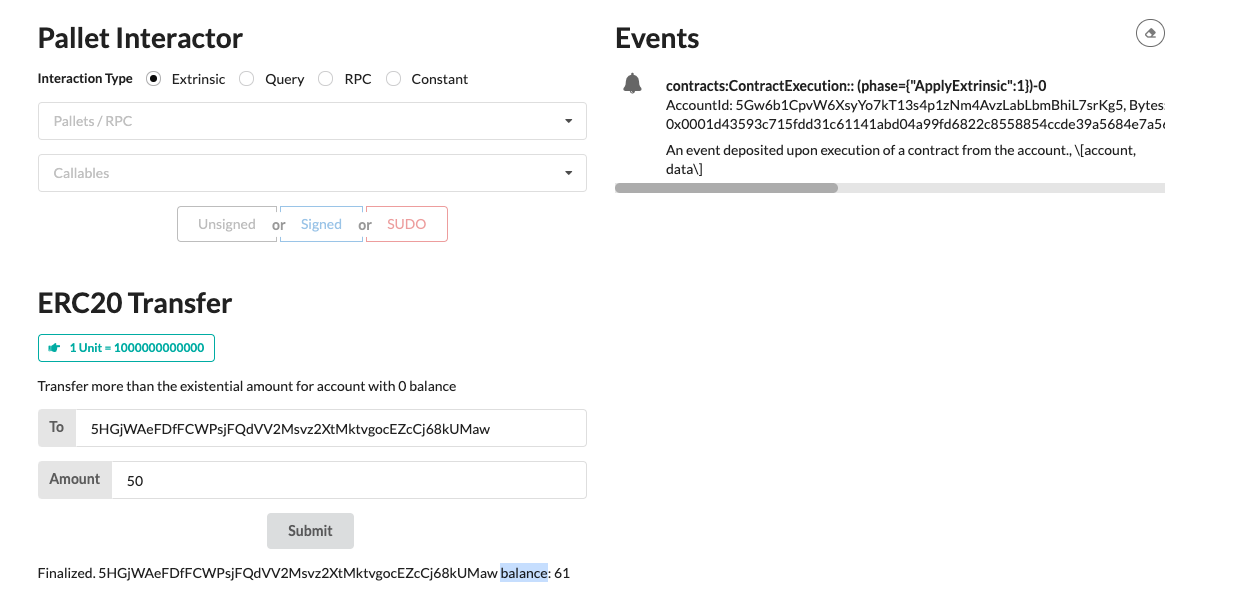 Pallet Interactor
Interaction Type Extrinsic Query RPC Constant
Pallets / RPC
Callables
Unsigned or Signed or SUDO
ERC20 Transfer
1 Unit = 1000000000000
Transfer more than the existential amount for account with 0 balance
To 5HGjWAeFDfFCWPsjFQdVV2Msvz2XtMktvgocEZcCj68kUMaw
Amount 50
Submit
Finalized. 5HGjWAeFDfFCWPsjFQdVV2Msvz2XtMktvgocEZcCj68kUMaw balance: 61
Events
contracts:ContractExecution:: (phase={"ApplyExtrinsic":1})-0
AccountId: 5Gw6b1CpvW6XsyYo7kT13s4p1zNm4AvzLabLbmBhiL7srKg5, Bytes:
0x0001d43593c715fdd31c61141abd04a99fd6822c8558854ccde39a5684e7a56
An event deposited upon execution of a contract from the account., \[account,
data\]